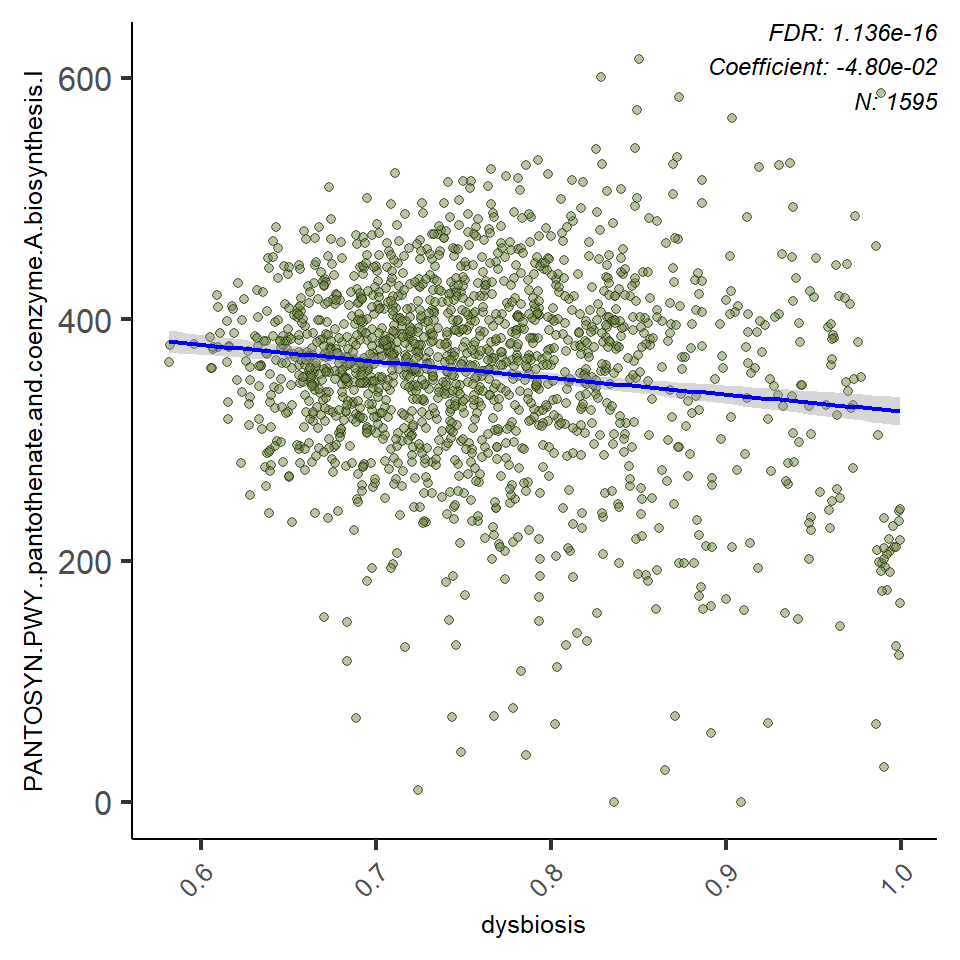 FDR: 1.136e-16
Coefficient: -4.80e-02
N: 1595
PANTOSYN.PWY..pantothenate.and.coenzyme.A.biosynthesis.I
600
400
200
0
0.6
0.7
0.8
0.9
1.0
dysbiosis